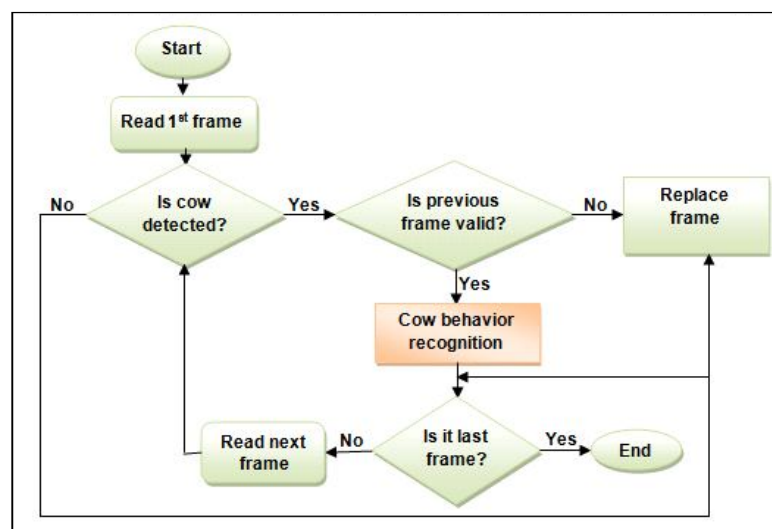 Start
Read 1st frame
No
Is cow
detected?
Yes
Is previous
frame valid?
No
Replace
frame
Yes
Cow behavior
recognition
Read next
frame
No
Is it last
frame?
Yes
End